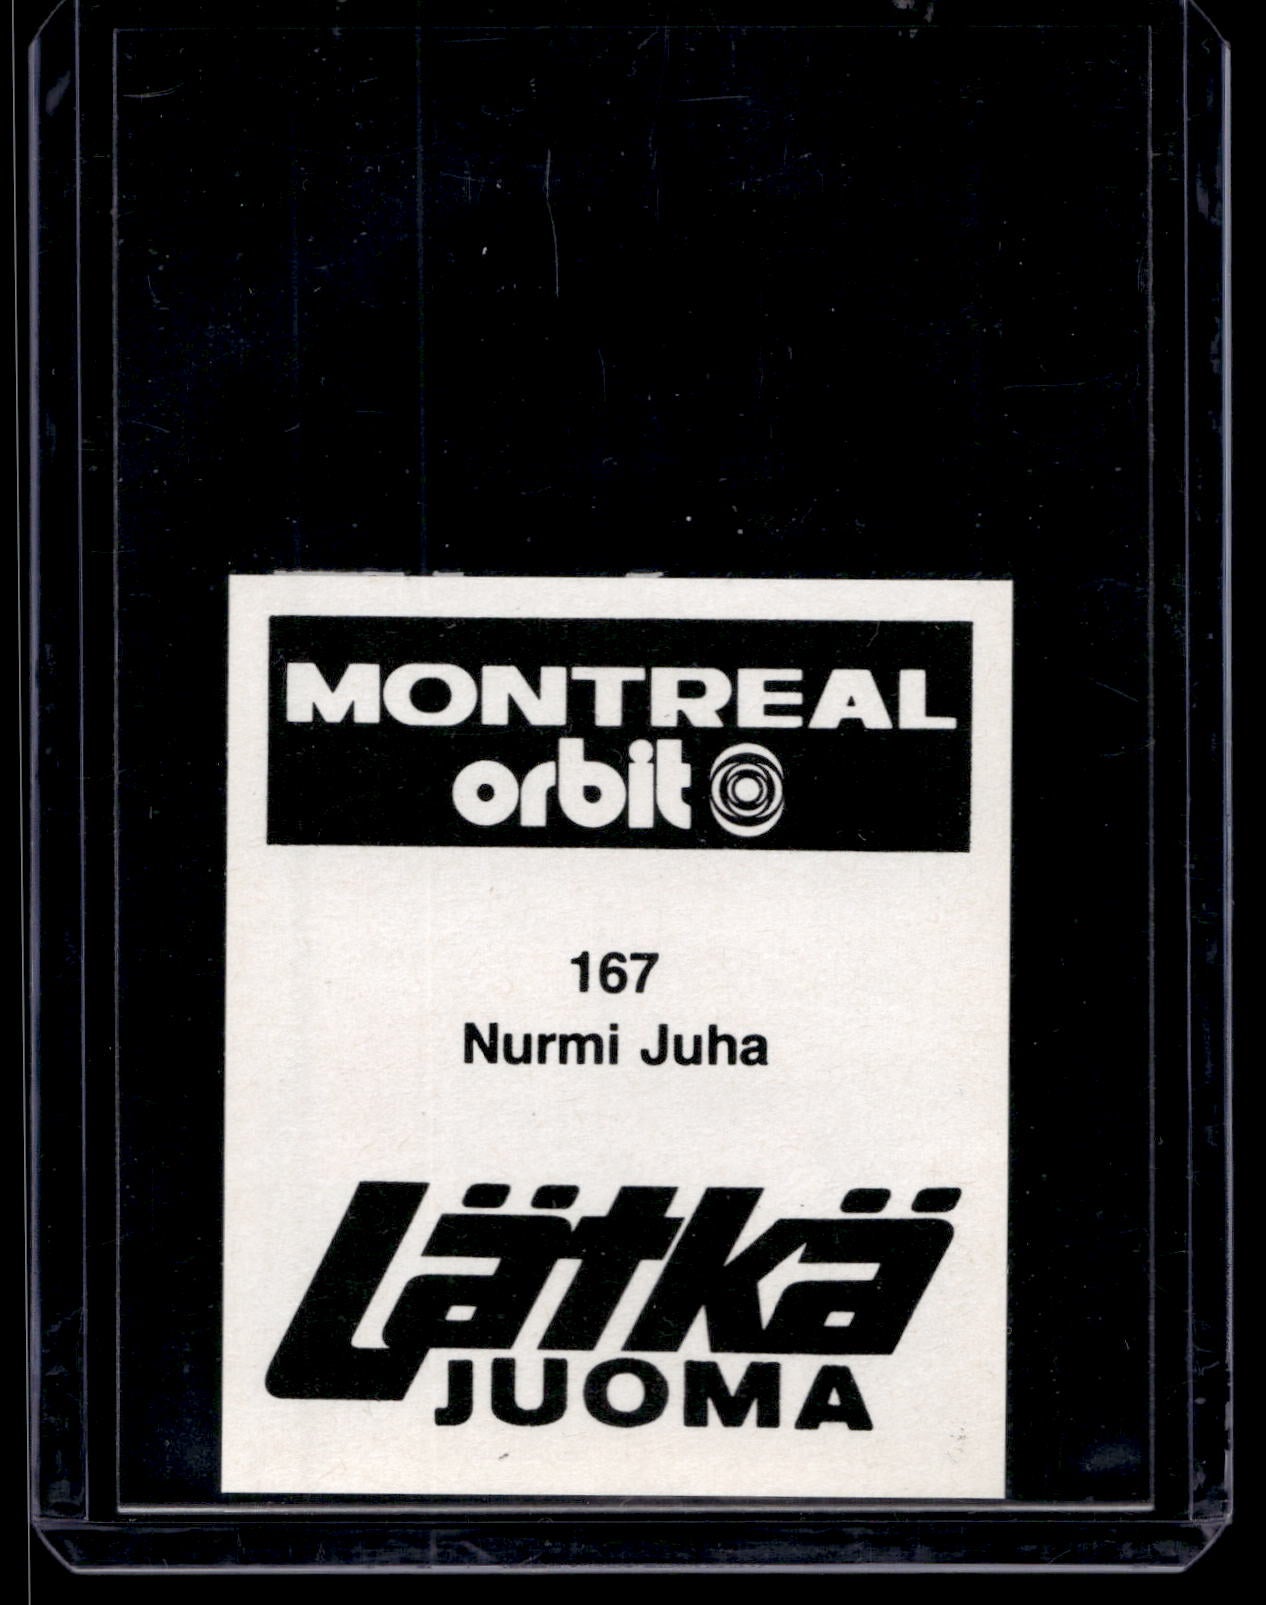 MONTREAL
orbit
167
Nurmi Juha
Lätkä
JUOMA